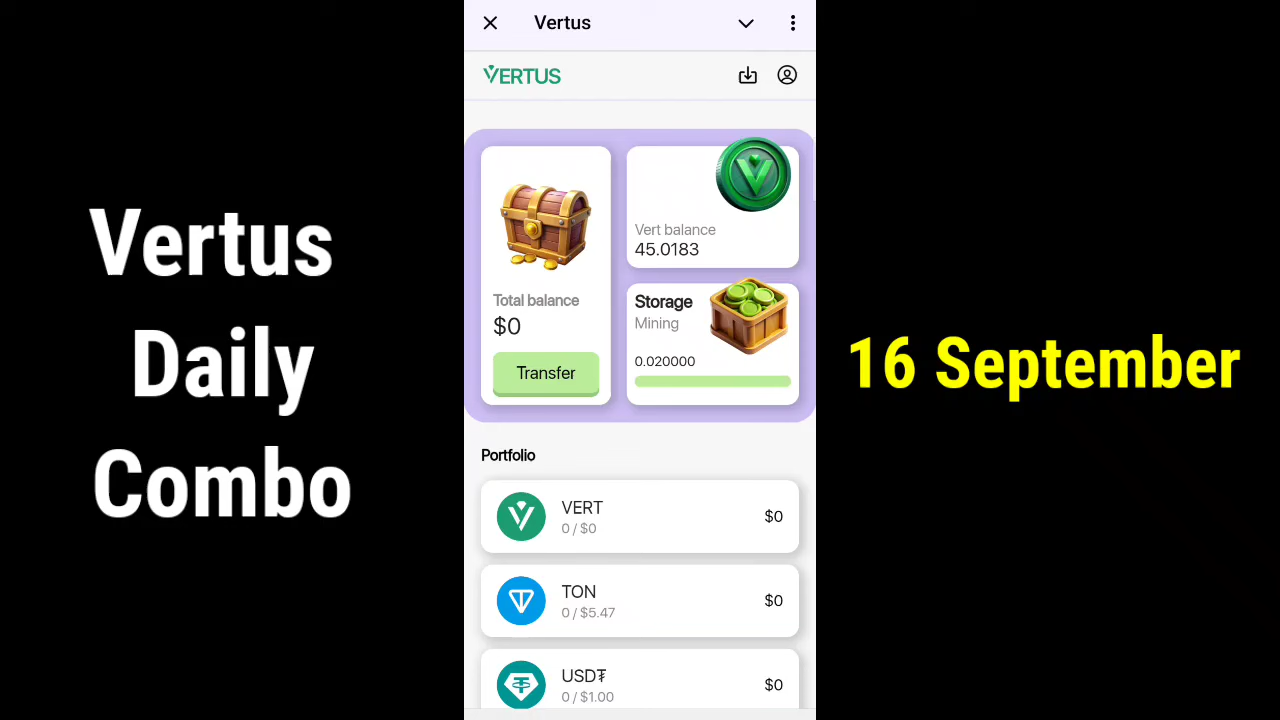 Vertus
VERTUS
Vertus
Daily
Combo
16 September
Total balance
$0
Transfer
Vert balance
45.0183
Storage
Mining
0.020000
Portfolio
VERT
0 / $0
$0
TON
0 / $5.47
$0
USD₮
0 / $1.00
$0